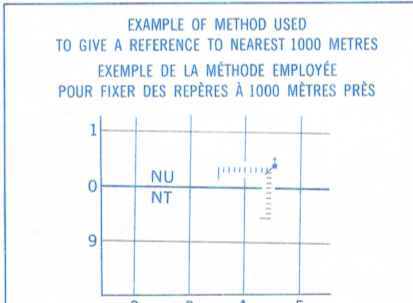 EXAMPLE OF METHOD USED
TO GIVE A REFERENCE TO NEAREST 1000 METRES
EXEMPLE DE LA MÉTHODE EMPLOYÉE
POUR FIXER DES REPÈRES À 1000 MÈTRES PRÈS
1
NU
0
NT
9